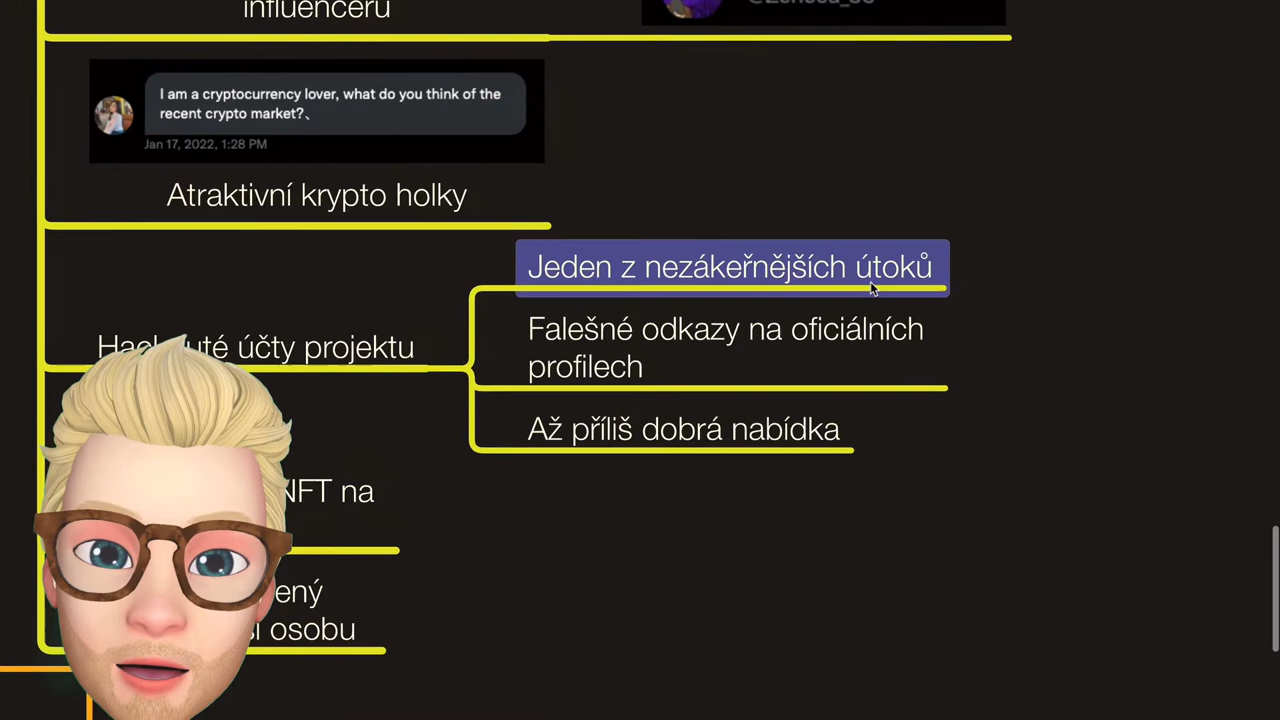 influencerů
I am a cryptocurrency lover, what do you think of the
recent crypto market?、
Jan 17, 2022, 1:28 PM
Atraktivní krypto holky
Jeden z nezákeřnějších útoků
Falešné odkazy na oficiálních
profilech
účty projektu
Až příliš dobrá nabídka
NFT na
osobu